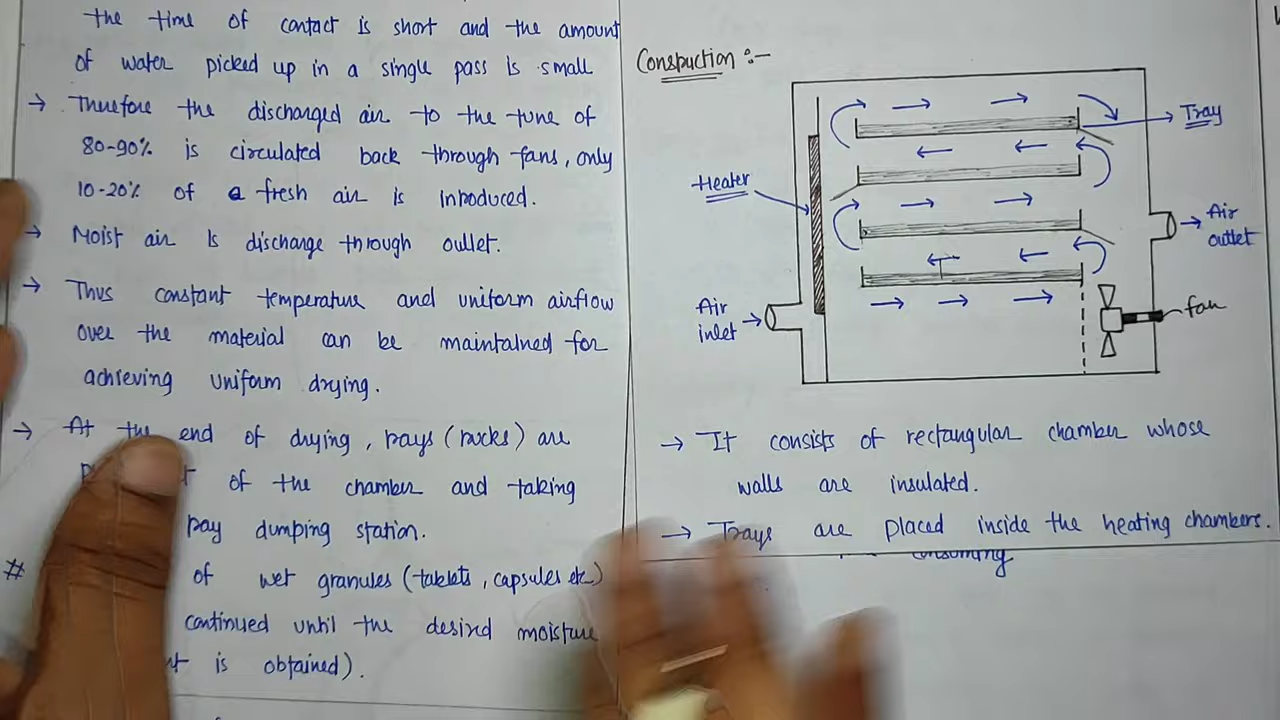 the time of contact is short and the amount
of water picked up in a single pass is small
→ Therefore the discharged air to the tune of
80-90% is circulated back through fans, only
10-20% of a fresh air is inroduced.
→ Moist air is discharge through outlet.
→ Thus constant temperature and uniform airflow
over the material can be maintained for
achieving uniform drying.
→ At the end of drying, trays (trucks) are
of the chamber and taking
tray dumping station.
# of wet granules (tablets, capsules etc)
continued until the desired moisture
is obtained).
Construction :-
Tray
Heater
Air
outlet
Air
inlet
fan
→ It consists of rectangular chamber whose
walls are insulated.
→ Trays are placed inside the heating chambers.
consuming